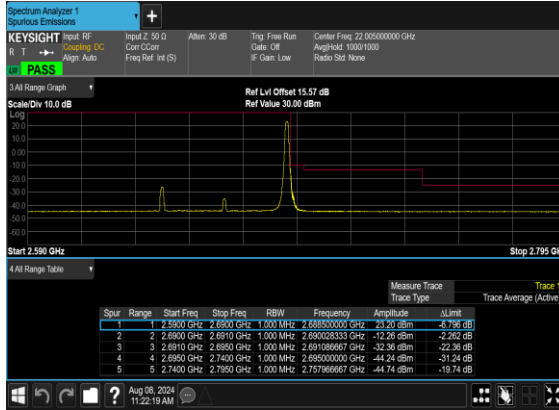 Spectrum Analyzer 1
Spurious Emissions
+
KEYSIGHT Input: RF Input Z: 50 Ω Atten: 30 dB Trig: Free Run Center Freq: 22.005000000 GHz
R T Coupling: DC Corr CCorr Gate: Off Avg|Hold: 1000/1000
Align: Auto Freq Ref: Int (S) IF Gain: Low Radio Std: None
PASS
3 All Range Graph Ref Lvl Offset 15.57 dB
Scale/Div 10.0 dB Ref Value 30.00 dBm
Log
20.0
10.0
0.00
-10.0
-20.0
-30.0
-40.0
-50.0
-60.0
Start 2.590 GHz Stop 2.795 GH
4 All Range Table
Measure Trace Trace 1
Trace Type Trace Average (Active
Spur Range Start Freq Stop Freq RBW Frequency Amplitude ΔLimit
1 1 2.5900 GHz 2.6900 GHz 1.000 MHz 2.688500000 GHz 23.20 dBm -6.796 dB
2 2 2.6900 GHz 2.6910 GHz 1.000 MHz 2.690028333 GHz -12.26 dBm -2.262 dB
3 3 2.6910 GHz 2.6950 GHz 1.000 MHz 2.691086667 GHz -32.36 dBm -22.36 dB
4 4 2.6950 GHz 2.7400 GHz 1.000 MHz 2.695000000 GHz -44.24 dBm -31.24 dB
5 5 2.7400 GHz 2.7950 GHz 1.000 MHz 2.757966667 GHz -44.74 dBm -19.74 dB
Aug 08, 2024
11:22:19 AM